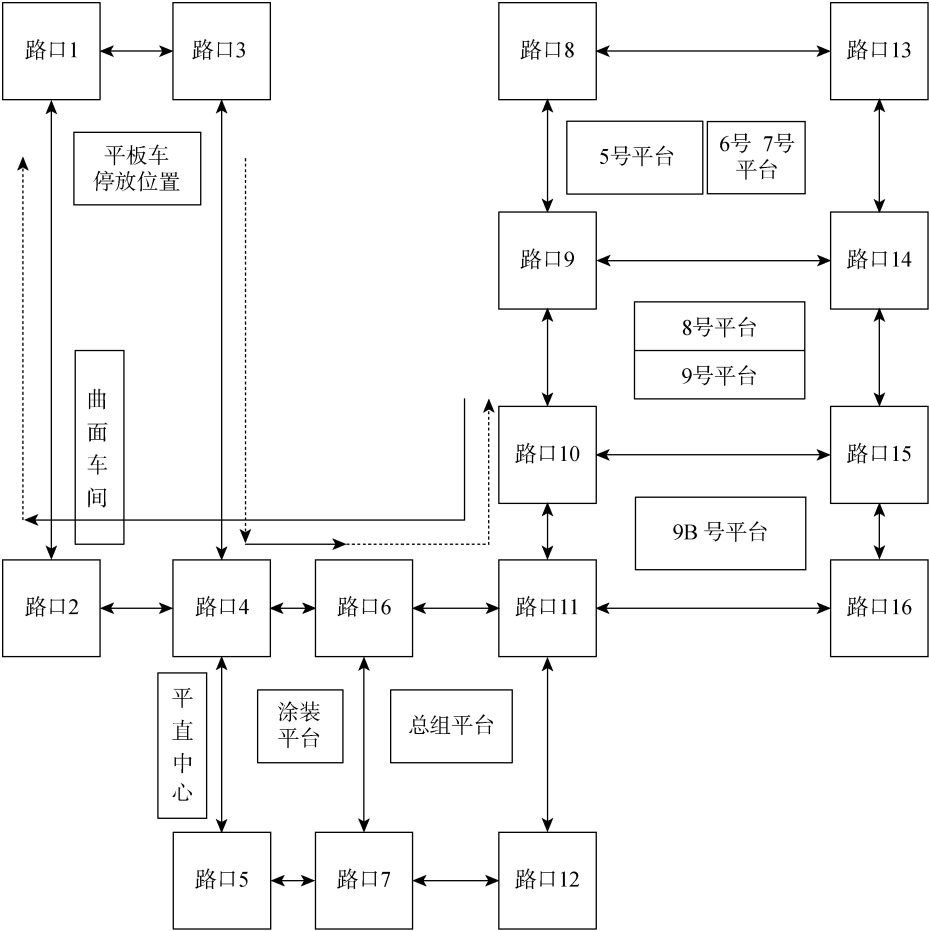 路口1
路口3
路口8
路口13
平板车
停放位置
5号平台
6号 7号
平台
路口9
路口14
8号平台
9号平台
曲
面
车
间
路口10
路口15
9B 号平台
路口2
路口4
路口6
路口11
路口16
平
直
中
心
涂装
平台
总组平台
路口5
路口7
路口12